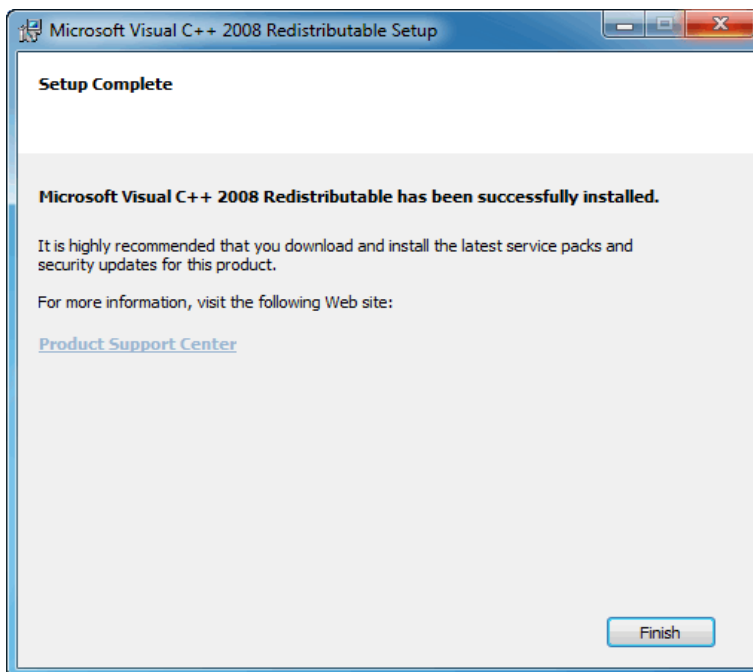 Microsoft Visual C++ 2008 Redistributable Setup
Setup Complete
Microsoft Visual C++ 2008 Redistributable has been successfully installed.
It is highly recommended that you download and install the latest service packs and
security updates for this product.
For more information, visit the following Web site:
Product Support Center
Finish